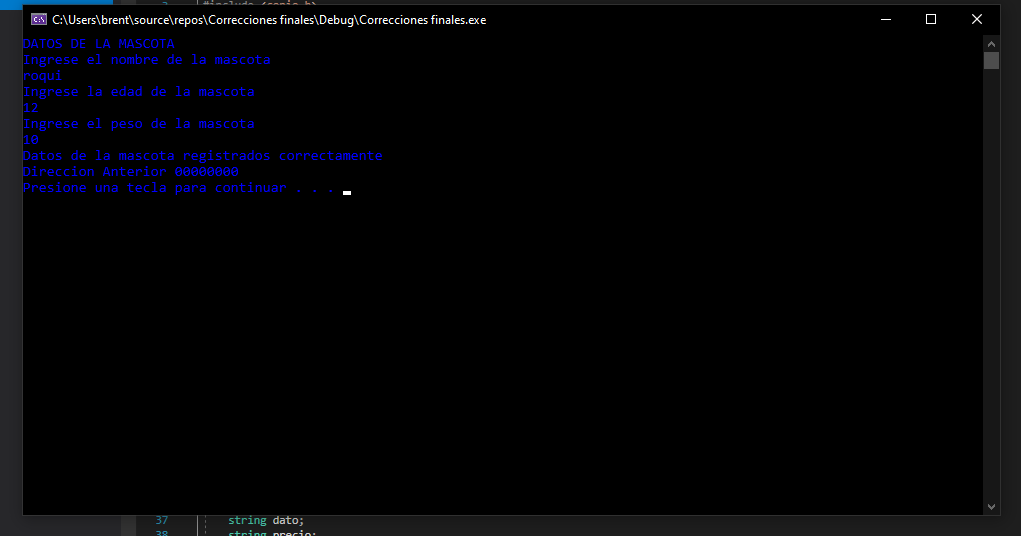 C:\Users\brent\source\repos\Correcciones finales\Debug\Correcciones finales.exe
DATOS DE LA MASCOTA
Ingrese el nombre de la mascota
roqui
Ingrese la edad de la mascota
12
Ingrese el peso de la mascota
10
Datos de la mascota registrados correctamente
Direccion Anterior 00000000
Presione una tecla para continuar . . .
37 string dato;
38 string precio;